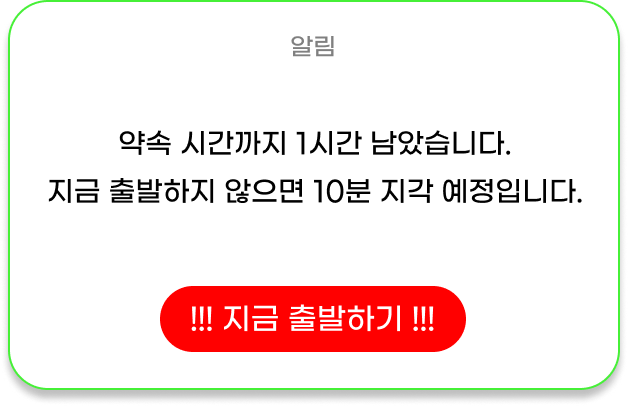 알림
약속 시간까지 1시간 남았습니다.
지금 출발하지 않으면 10분 지각 예정입니다.
!!! 지금 출발하기 !!!